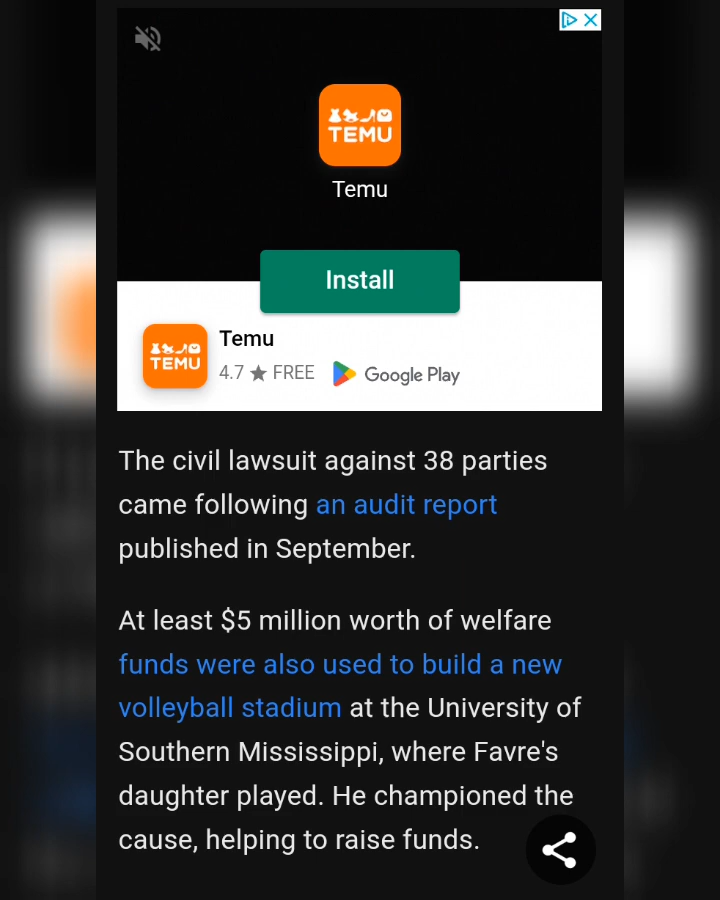 TEMU
Temu
Install
TEMU
Temu
4.7 ★ FREE Google Play
The civil lawsuit against 38 parties
came following an audit report
published in September.
At least $5 million worth of welfare
funds were also used to build a new
volleyball stadium at the University of
Southern Mississippi, where Favre's
daughter played. He championed the
cause, helping to raise funds.